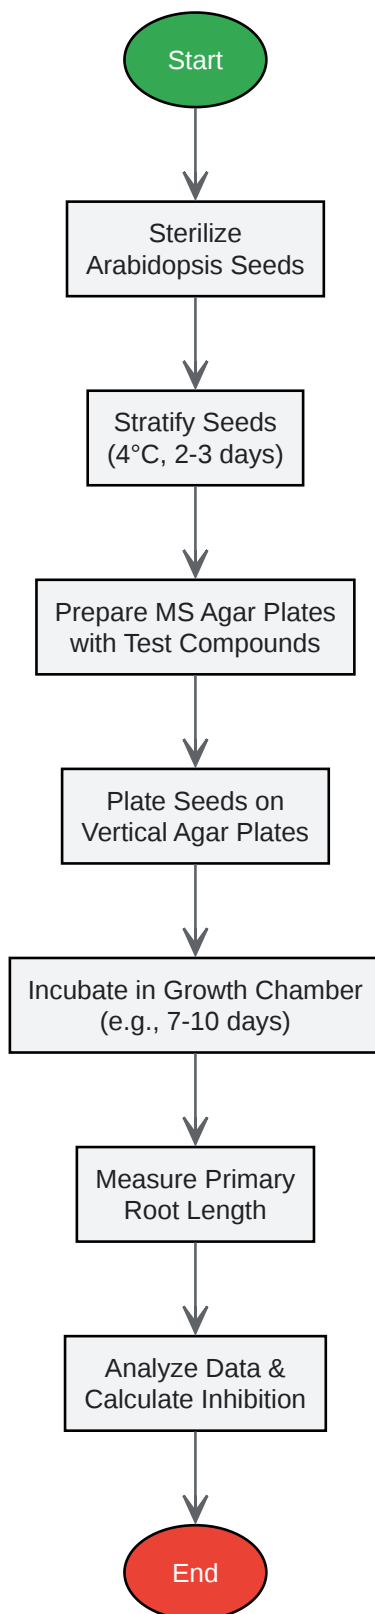 Start
Sterilize
Arabidopsis Seeds
Stratify Seeds
(4°C, 2-3 days)
Prepare MS Agar Plates
with Test Compounds
Plate Seeds on
Vertical Agar Plates
Incubate in Growth Chamber
(e.g., 7-10 days)
Measure Primary
Root Length
Analyze Data &
Calculate Inhibition
End